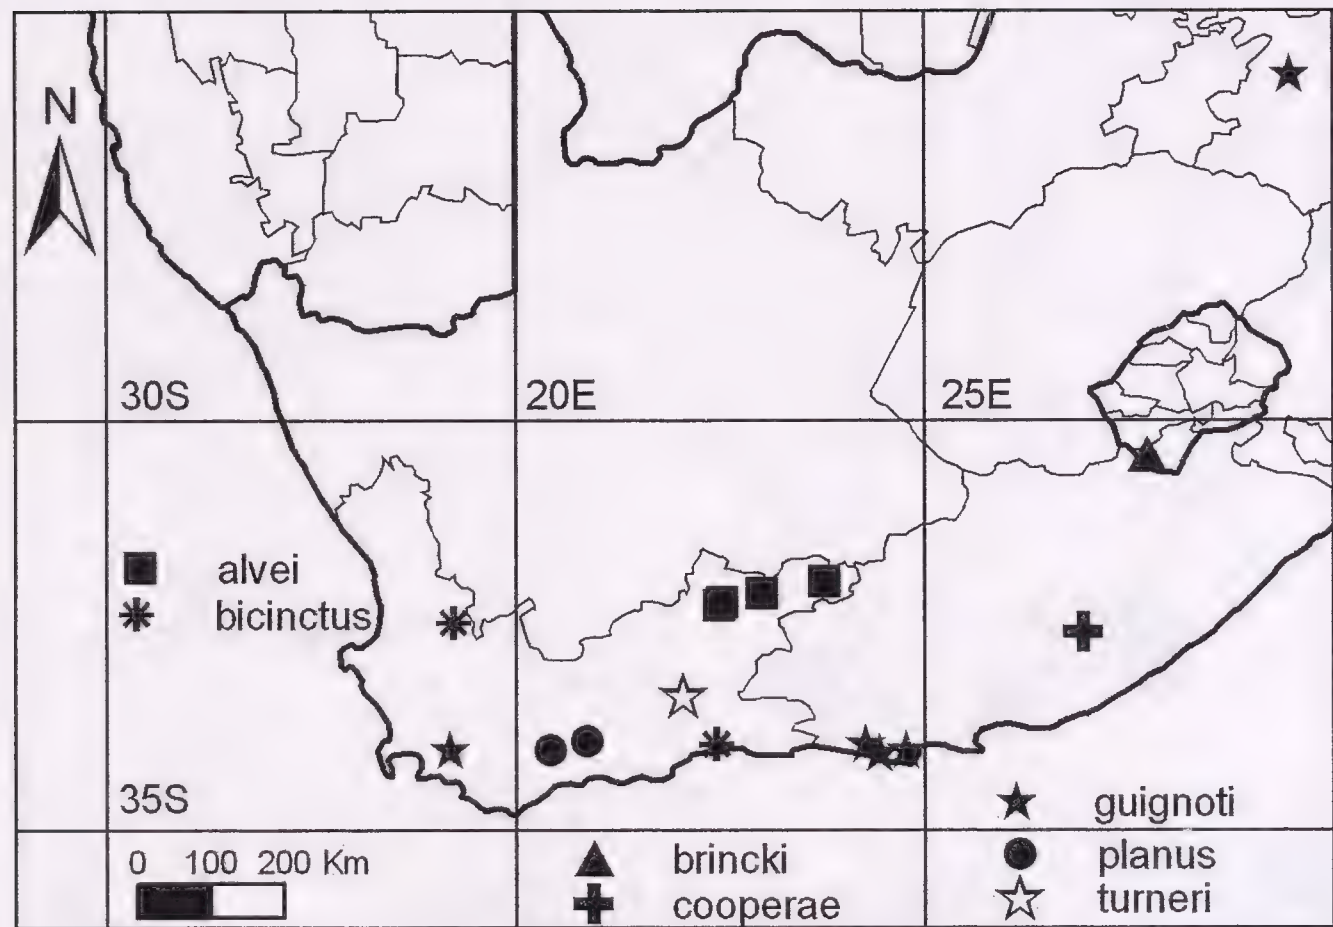 N
30S
20E
25E
alvei
bicinctus
35S
0 100 200 Km
brincki
cooperae
guignoti
planus
turneri